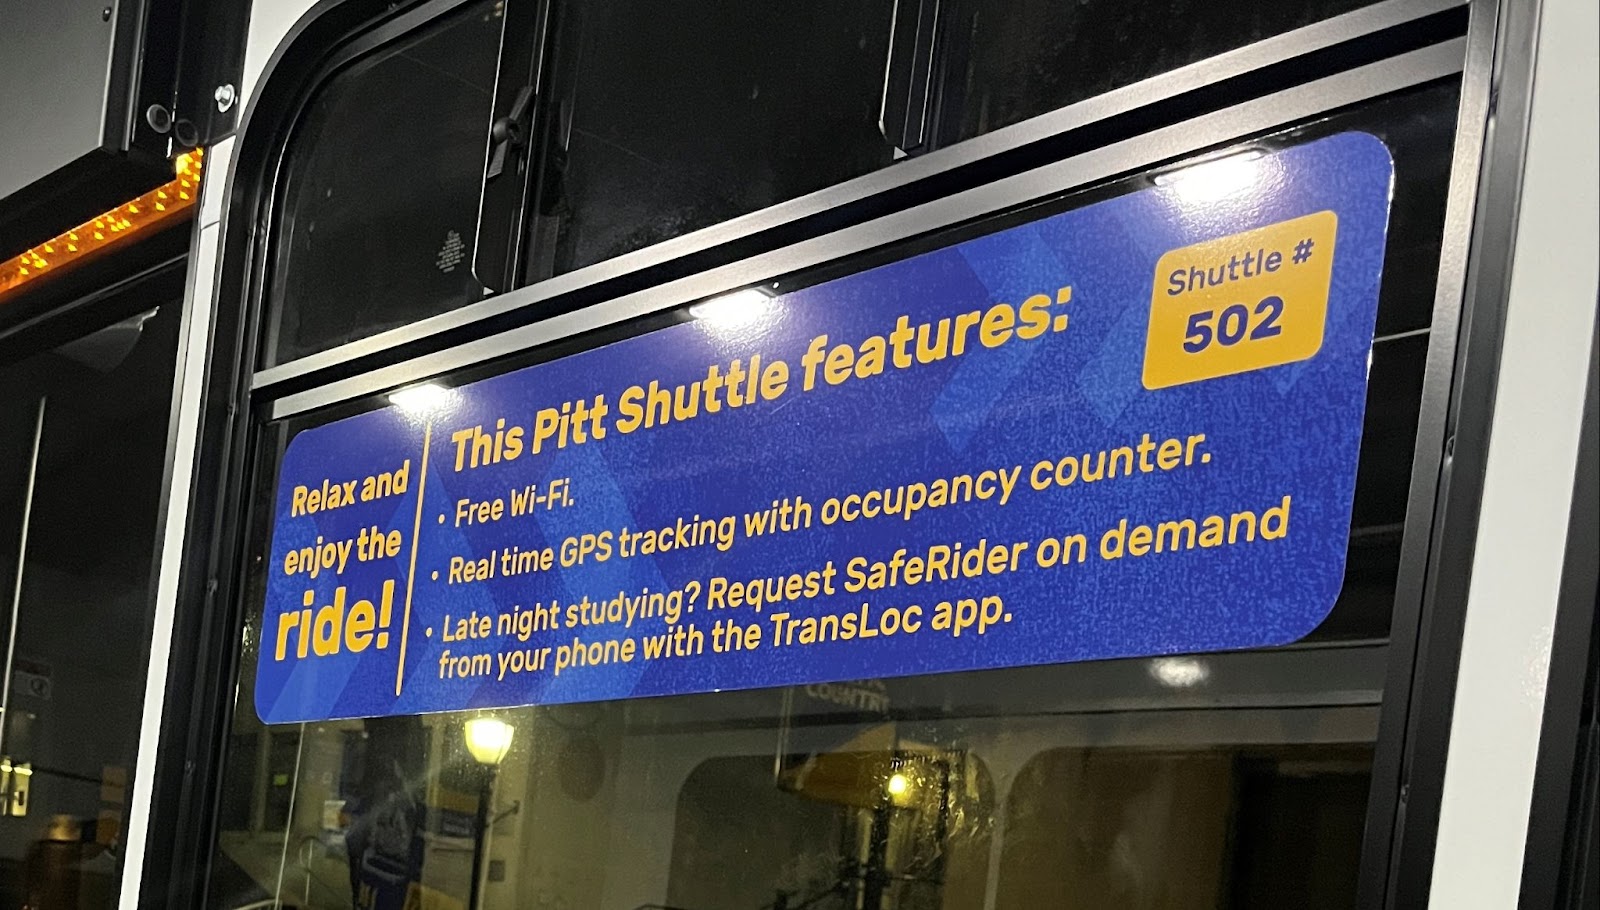 Relax and
enjoy the
ride!
This Pitt Shuttle features:
• Free Wi-Fi.
• Real time GPS tracking with occupancy counter.
• Late night studying? Request SafeRider on demand
from your phone with the TransLoc app.
Shuttle #
502
COUNTRY